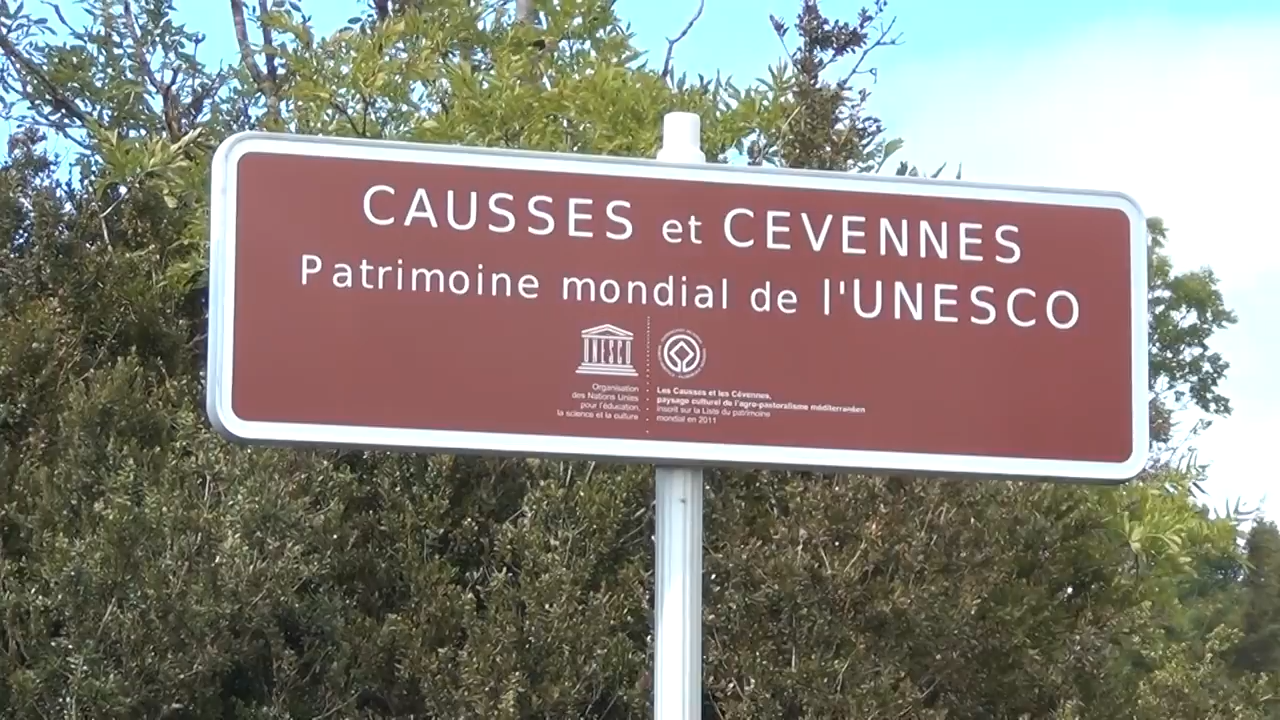 CAUSSES et CEVENNES
Patrimoine mondial de l'UNESCO
UNESCO
Organisation
des Nations Unies
pour l'éducation,
la science et la culture
Les Causses et les Cévennes,
paysage culturel de l'agro-pastoralisme méditerranéen
inscrit sur la Liste du patrimoine
mondial en 2011